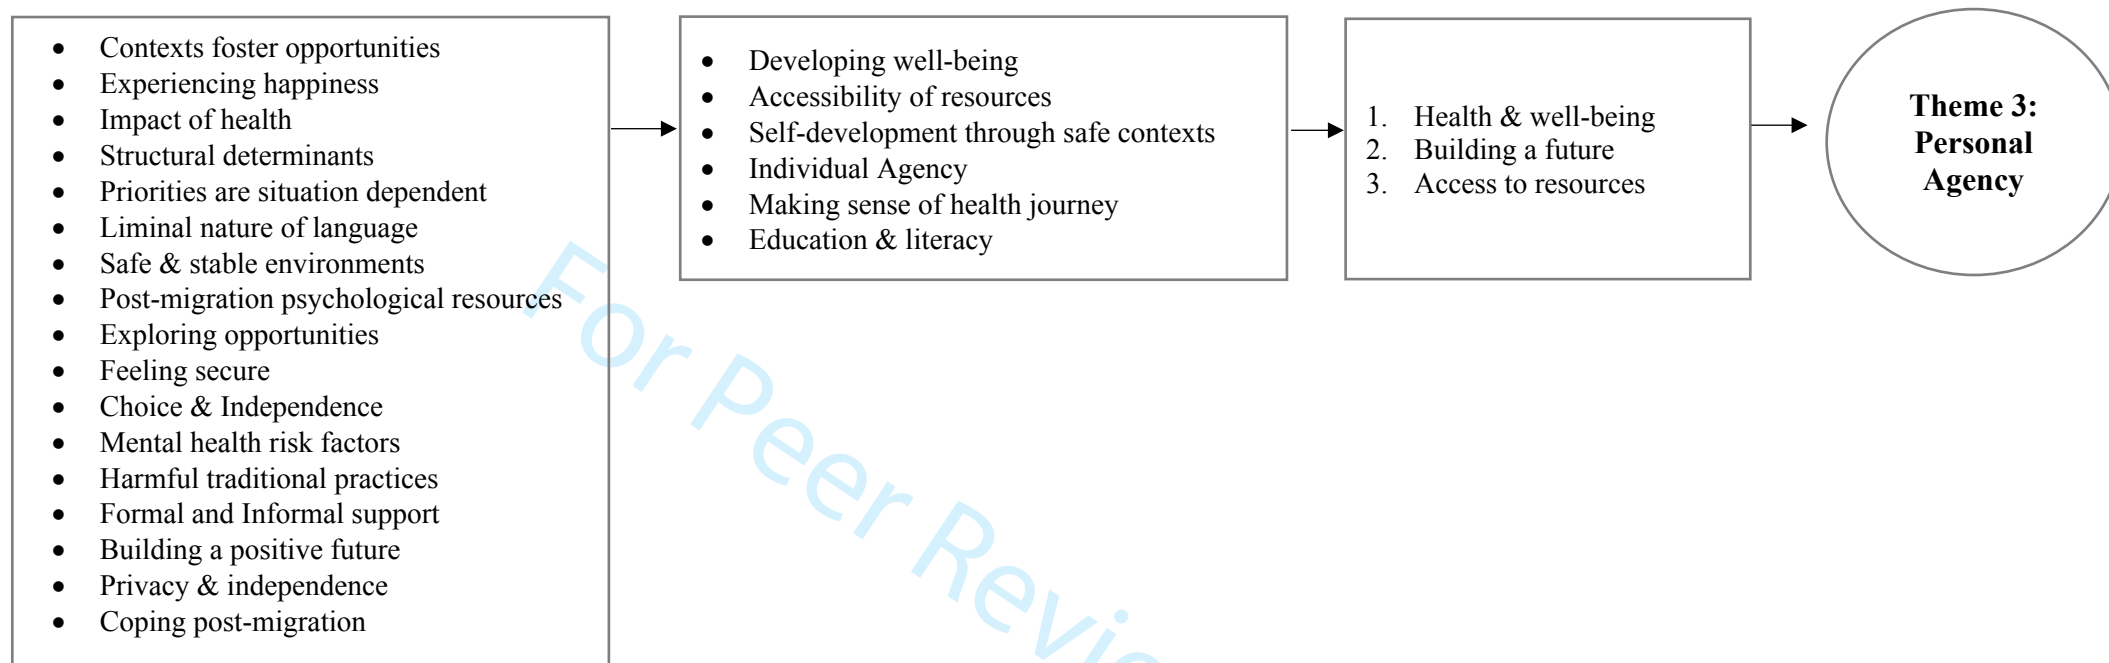 • Contexts foster opportunities
• Experiencing happiness
• Impact of health
• Structural determinants
• Priorities are situation dependent
• Liminal nature of language
• Safe & stable environments
• Post-migration psychological resources
• Exploring opportunities
• Feeling secure
• Choice & Independence
• Mental health risk factors
• Harmful traditional practices
• Formal and Informal support
• Building a positive future
• Privacy & independence
• Coping post-migration
• Developing well-being
• Accessibility of resources
• Self-development through safe contexts
• Individual Agency
• Making sense of health journey
• Education & literacy
1. Health & well-being
2. Building a future
3. Access to resources
Theme 3:
Personal
Agency
For Peer Revie